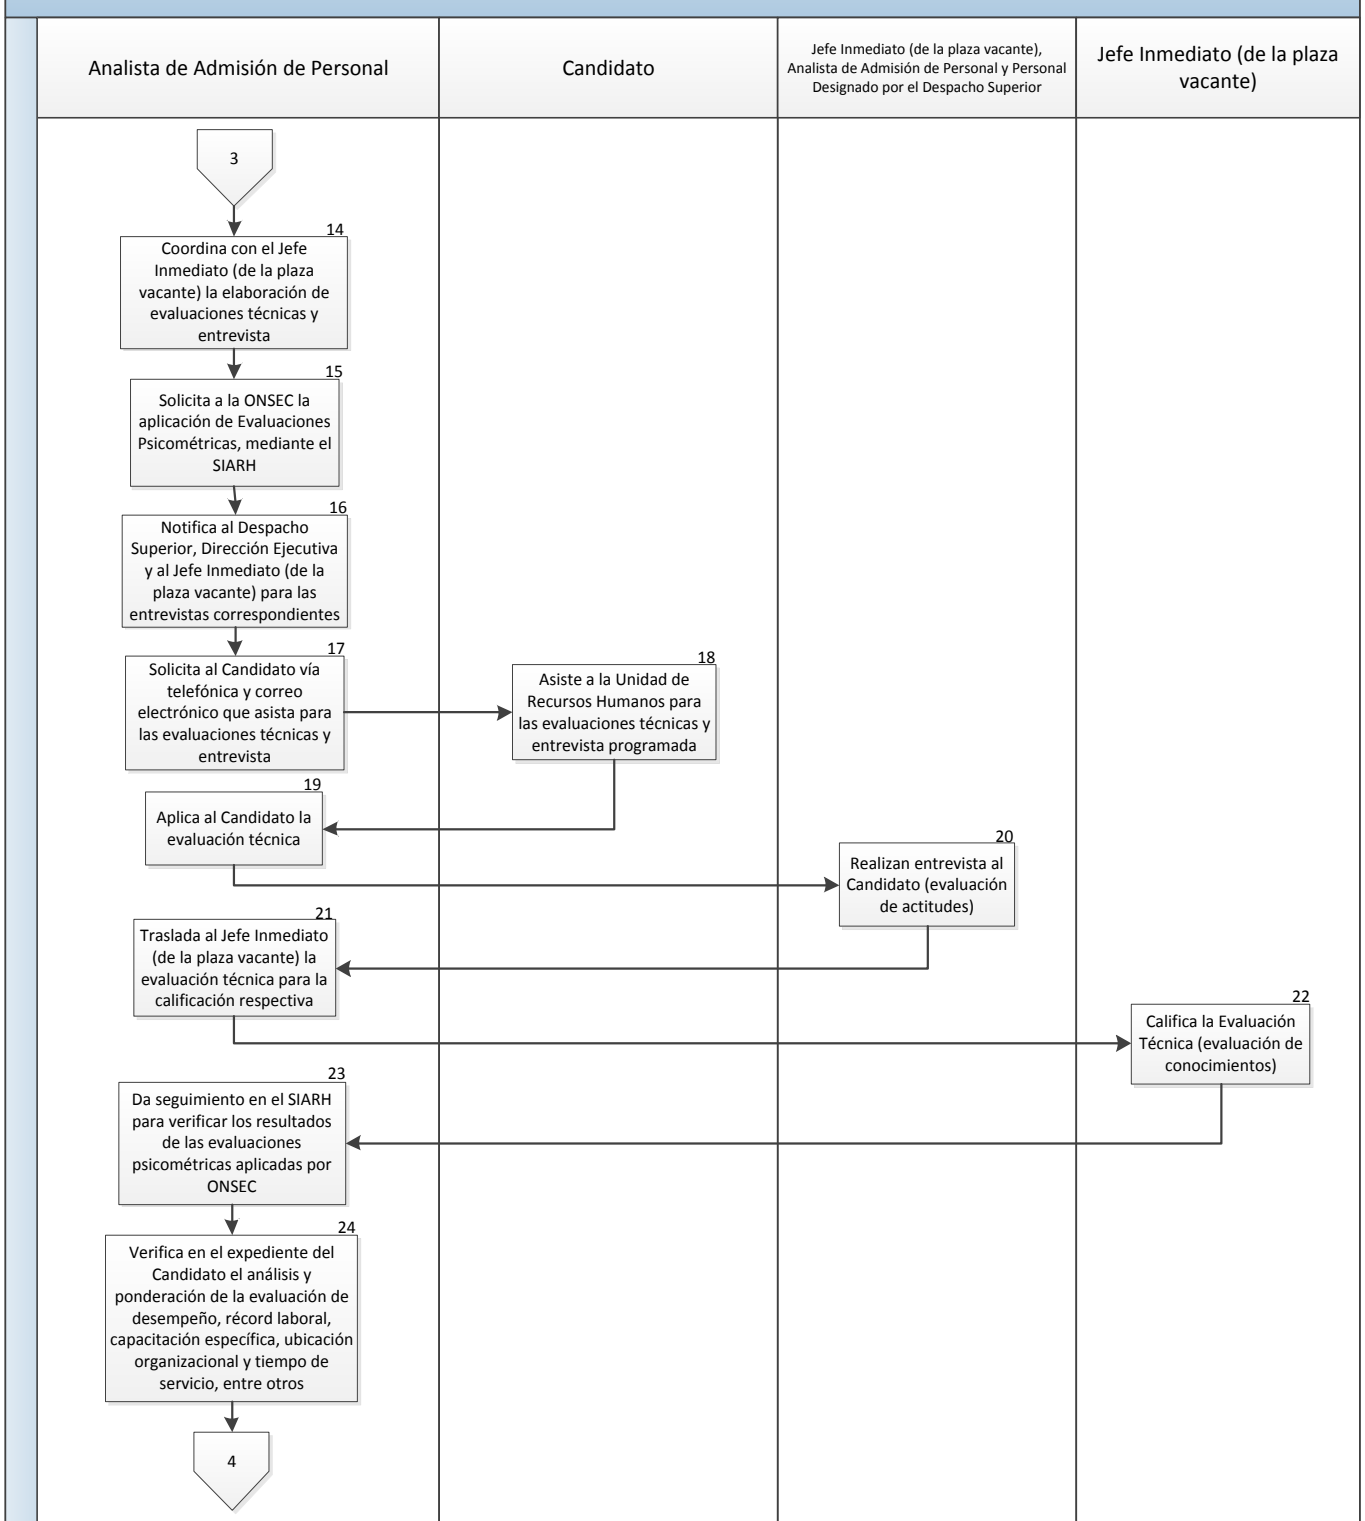 Analista de Admisión de Personal
Candidato
Jefe Inmediato (de la plaza vacante),
Analista de Admisión de Personal y Personal
Designado por el Despacho Superior
Jefe Inmediato (de la plaza
vacante)
3
14
Coordina con el Jefe
Inmediato (de la plaza
vacante) la elaboración de
evaluaciones técnicas y
entrevista
15
Solicita a la ONSEC la
aplicación de Evaluaciones
Psicométricas, mediante el
SIARH
16
Notifica al Despacho
Superior, Dirección Ejecutiva
y al Jefe Inmediato (de la
plaza vacante) para las
entrevistas correspondientes
17
Solicita al Candidato vía
telefónica y correo
electrónico que asista para
las evaluaciones técnicas y
entrevista
18
Asiste a la Unidad de
Recursos Humanos para
las evaluaciones técnicas y
entrevista programada
19
Aplica al Candidato la
evaluación técnica
20
Realizan entrevista al
Candidato (evaluación
de actitudes)
21
Traslada al Jefe Inmediato
(de la plaza vacante) la
evaluación técnica para la
calificación respectiva
22
Califica la Evaluación
Técnica (evaluación de
conocimientos)
23
Da seguimiento en el SIARH
para verificar los resultados
de las evaluaciones
psicométricas aplicadas por
ONSEC
24
Verifica en el expediente del
Candidato el análisis y
ponderación de la evaluación de
desempeño, récord laboral,
capacitación específica, ubicación
organizacional y tiempo de
servicio, entre otros
4